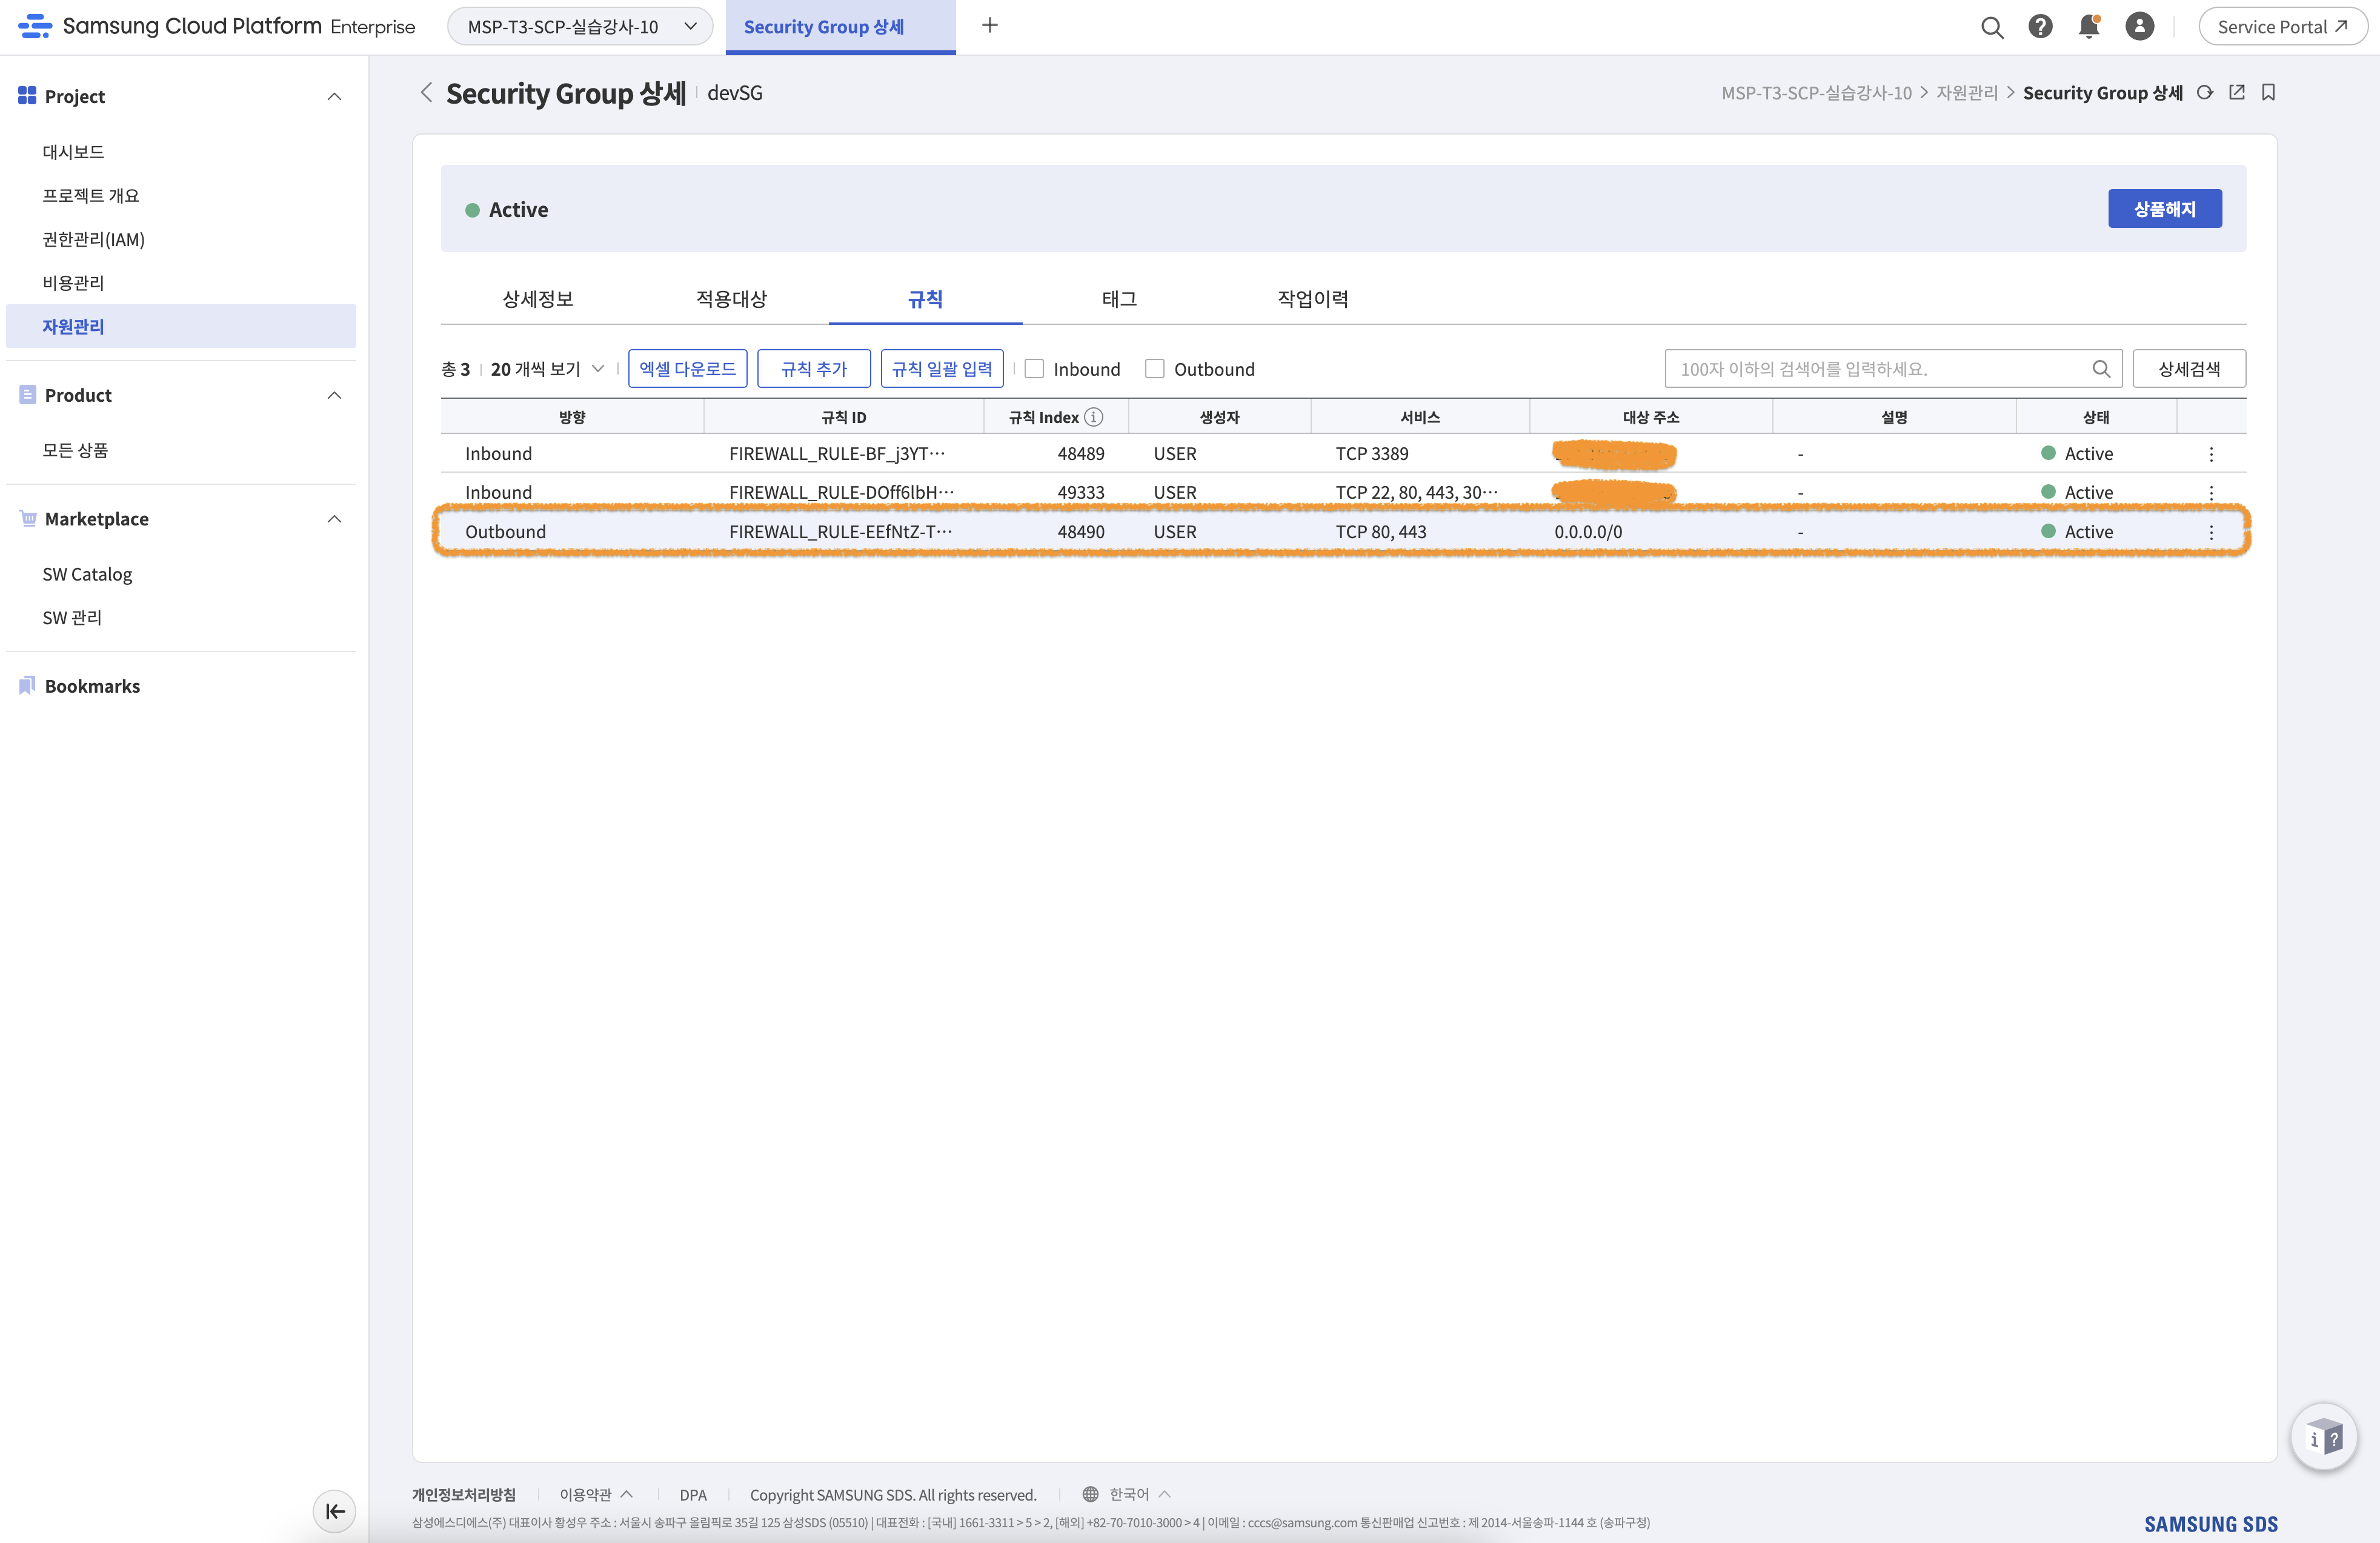 Samsung Cloud Platform Enterprise
MSP-T3-SCP-실습강사-10
Security Group 상세
Service Portal
Project
대시보드
프로젝트 개요
권한관리(IAM)
비용관리
자원관리
Product
모든 상품
Marketplace
SW Catalog
SW 관리
Bookmarks
Security Group 상세 | devSG
MSP-T3-SCP-실습강사-10 > 자원관리 > Security Group 상세
Active
상품해지
상세정보 적용대상 규칙 태그 작업이력
총 3 | 20 개씩 보기 엑셀 다운로드 규칙 추가 규칙 일괄 입력 Inbound Outbound 100자 이하의 검색어를 입력하세요. 상세검색
방향 규칙 ID 규칙 Index 생성자 서비스 대상 주소 설명 상태
Inbound FIREWALL_RULE-BF_j3YT··· 48489 USER TCP 3389 - Active
Inbound FIREWALL_RULE-DOff6lbH··· 49333 USER TCP 22, 80, 443, 30··· - Active
Outbound FIREWALL_RULE-EEfNtZ-T··· 48490 USER TCP 80, 443 0.0.0.0/0 - Active
개인정보처리방침 | 이용약관 | DPA | Copyright SAMSUNG SDS. All rights reserved. | 한국어
삼성에스디에스(주) 대표이사 황성우 주소 : 서울시 송파구 올림픽로 35길 125 삼성SDS (05510) | 대표전화 : [국내] 1661-3311 > 5 > 2, [해외] +82-70-7010-3000 > 4 | 이메일 : cccs@samsung.com 통신판매업 신고번호 : 제 2014-서울송파-1144 호 (송파구청)
SAMSUNG SDS